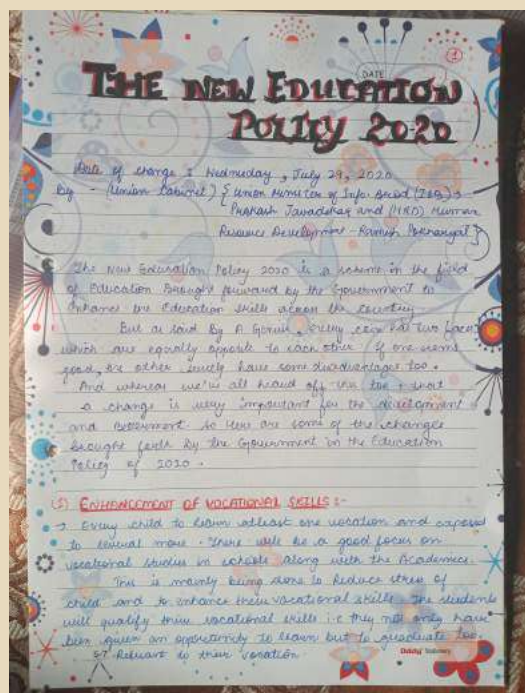 1
DATE
THE NEW EDUCATION
POLICY 2020
Date of change : Wednesday, July 29, 2020
by - (Union Cabinet) { Union Minister of Info. Broad (I&B) >
Prakash Javadekar and (HRD) Human
Resource Development - Ramesh Pokhariyal }
The New Education Policy 2020 is a scheme in the field
of Education Brought forward by the Government to
enhance the Education skills across the country
But as said by A Genius, every coin has two faces
which are equally opposite to each other if one seems
good, the other surely have some disadvantages too.
And whereas we've all heard off this too that
a change is very important for the development
and Betterment. So Here are some of the changes
brought forth by the Government in the Education
Policy of 2020.
ENHANCEMENT OF VOCATIONAL SKILLS :-
→ Every child to learn atleast one vocation and exposed
to several more. There will be a good focus on
vocational studies in schools along with the Academics.
This is mainly being done to Reduce stress of
child and to enhance their vocational skills. The students
will qualify their vocational skills i.e they not only have
been given an opportunity to learn but to graduate too.
Relevant to their vocation.
Oddy Stationery